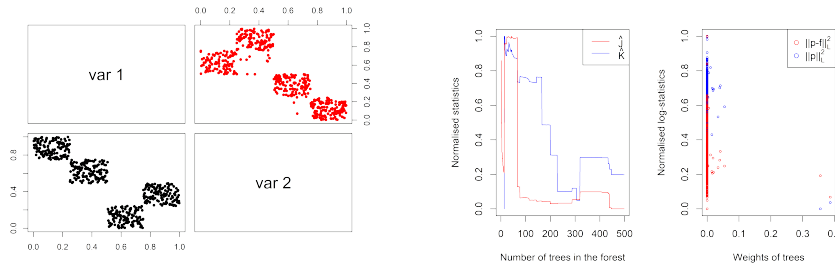 0.0 0.2 0.4 0.6 0.8 1.0
var 1
0.0 0.2 0.4 0.6 0.8 1.0
0.0 0.4 0.8
var 2
0.0 0.2 0.4 0.6 0.8 1.0
Normalised statistics
0.0 0.2 0.4 0.6 0.8 1.0
Ĵ
K̂
0 100 200 300 400 500
Number of trees in the forest
Normalised log-statistics
0.0 0.2 0.4 0.6 0.8 1.0
||p-f||²_L
||p||²_L
0.0 0.1 0.2 0.3
Weights of trees